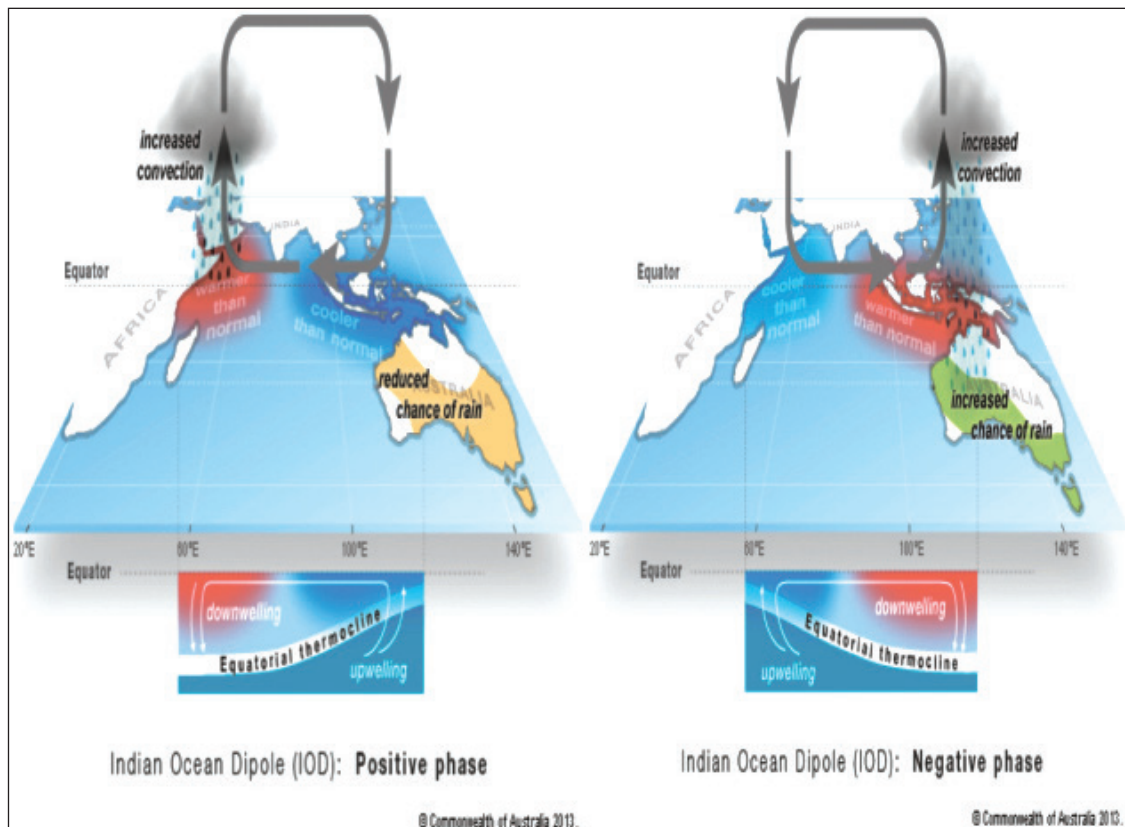 increased
convection
INDIA
Equator
AFRICA
warmer
than
normal
cooler
than normal
reduced
AUSTRALIA
chance of rain
20°E
60°E
100°E
140°E
Equator
downwelling
Equatorial thermocline
upwelling
Indian Ocean Dipole (IOD): Positive phase
© Commonwealth of Australia 2013.
increased
convection
INDIA
Equator
AFRICA
cooler
than
normal
warmer
than normal
AUSTRALIA
increased
chance of rain
20°E
60°E
100°E
140°E
Equator
downwelling
Equatorial thermocline
upwelling
Indian Ocean Dipole (IOD): Negative phase
© Commonwealth of Australia 2013.